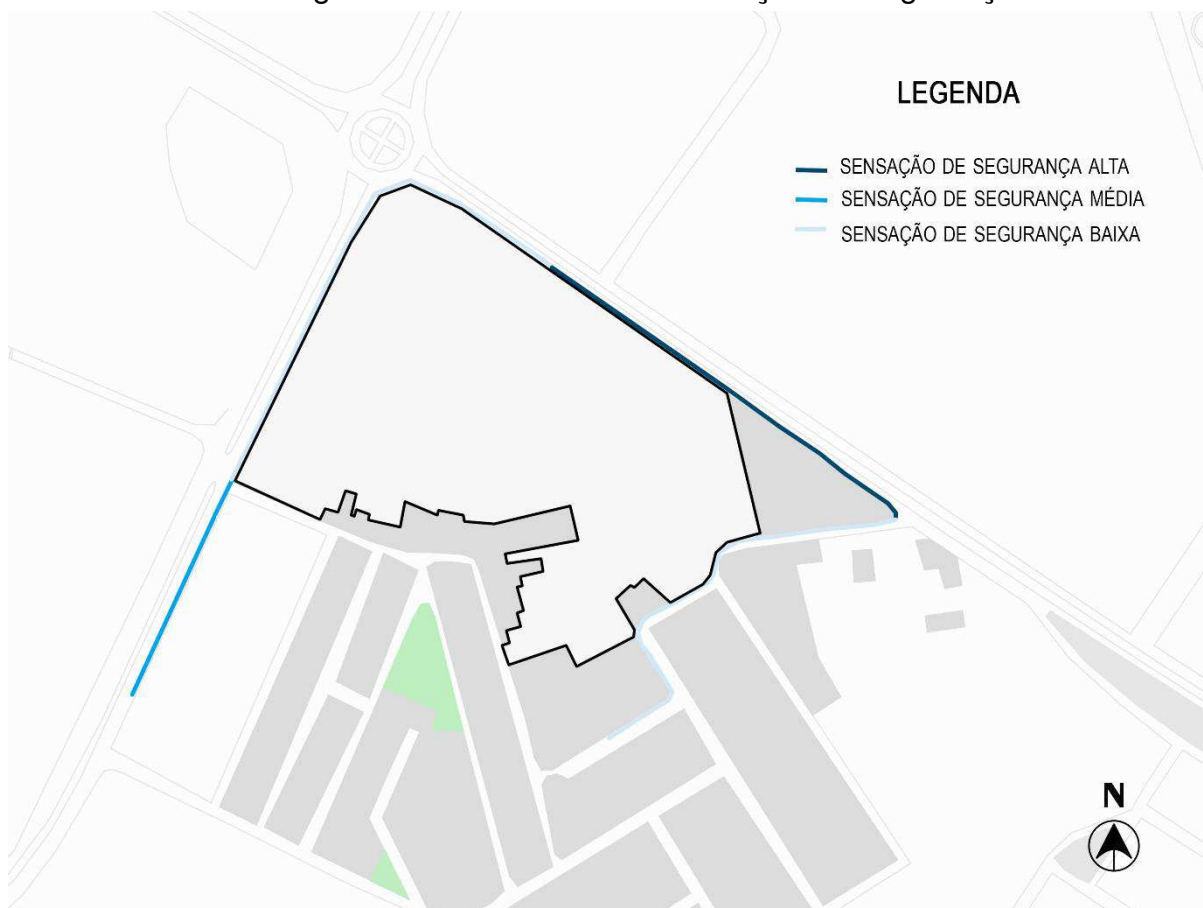 LEGENDA
SENSAÇÃO DE SEGURANÇA ALTA
SENSAÇÃO DE SEGURANÇA MÉDIA
SENSAÇÃO DE SEGURANÇA BAIXA
N